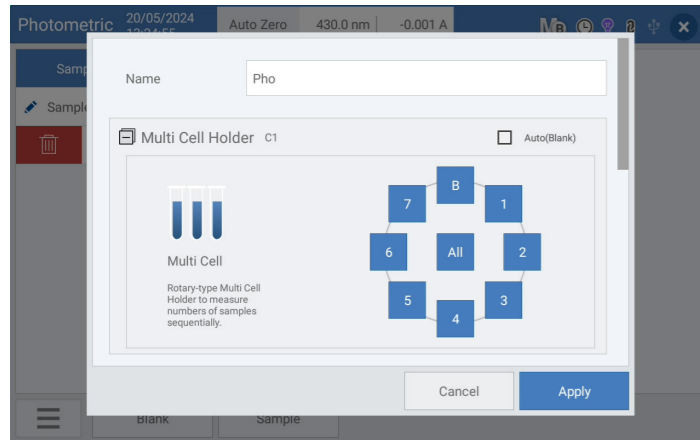 Photometric
20/05/2024
Auto Zero
430.0 nm
-0.001 A
Name
Pho
Multi Cell Holder C1
Auto(Blank)
B
7
1
6
All
2
5
3
4
Multi Cell
Rotary-type Multi Cell
Holder to measure
numbers of samples
sequentially.
Cancel
Apply
Blank
Sample